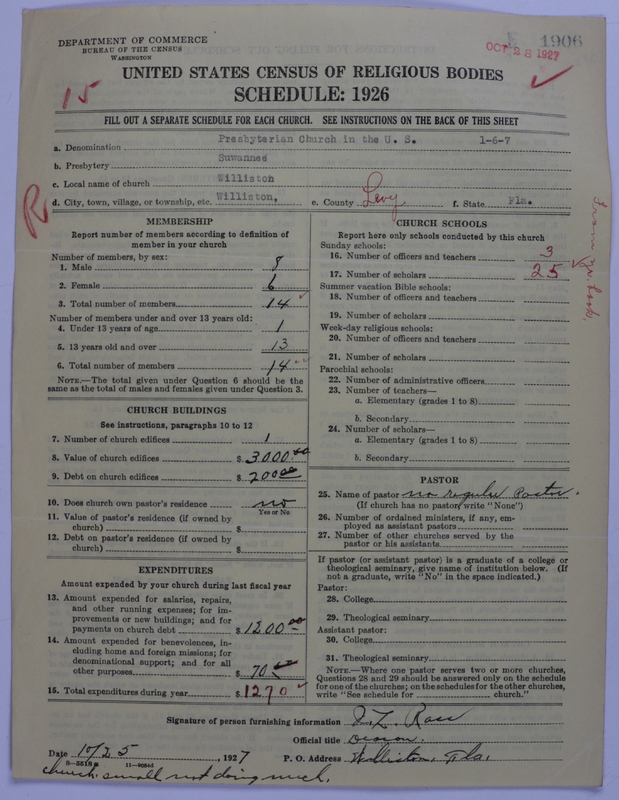 DEPARTMENT OF COMMERCE
BUREAU OF THE CENSUS
WASHINGTON
1906
OCT 28 1927
15
UNITED STATES CENSUS OF RELIGIOUS BODIES
SCHEDULE: 1926
FILL OUT A SEPARATE SCHEDULE FOR EACH CHURCH. SEE INSTRUCTIONS ON THE BACK OF THIS SHEET
a. Denomination Presbyterian Church in the U. S. 1-6-7
b. Presbytery Suwannee
c. Local name of church Williston
d. City, town, village, or township, etc. Williston, e. County Levy f. State Fla.
R
MEMBERSHIP
Report number of members according to definition of member in your church
Number of members, by sex:
1. Male 8
2. Female 6
3. Total number of members 14
Number of members under and over 13 years old:
4. Under 13 years of age 1
5. 13 years old and over 13
6. Total number of members 14
NOTE.—The total given under Question 6 should be the
same as the total of males and females given under Question 3.
CHURCH BUILDINGS
See instructions, paragraphs 10 to 12
7. Number of church edifices 1
8. Value of church edifices $ 3000.00
9. Debt on church edifices $ 200.00
10. Does church own pastor's residence no
Yes or No
11. Value of pastor's residence (if owned by
church) $
12. Debt on pastor's residence (if owned by
church) $
EXPENDITURES
Amount expended by your church during last fiscal year
13. Amount expended for salaries, repairs,
and other running expenses; for im-
provements or new buildings; and for
payments on church debt $ 1200.00
14. Amount expended for benevolences, in-
cluding home and foreign missions; for
denominational support; and for all
other purposes $ 70.00
15. Total expenditures during year $ 1270
CHURCH SCHOOLS
Report here only schools conducted by this church
Sunday schools:
16. Number of officers and teachers 3
17. Number of scholars 25
Summer vacation Bible schools:
18. Number of officers and teachers
19. Number of scholars
Week-day religious schools:
20. Number of officers and teachers
21. Number of scholars
Parochial schools:
22. Number of administrative officers
23. Number of teachers—
a. Elementary (grades 1 to 8)
b. Secondary
24. Number of scholars—
a. Elementary (grades 1 to 8)
b. Secondary
PASTOR
25. Name of pastor no regular Pastor.
(If church has no pastor, write "None")
26. Number of ordained ministers, if any, em-
ployed as assistant pastors
27. Number of other churches served by the
pastor or his assistants
If pastor (or assistant pastor) is a graduate of a college or
theological seminary, give name of institution below. (If
not a graduate, write "No" in the space indicated.)
Pastor:
28. College
29. Theological seminary
Assistant pastor:
30. College
31. Theological seminary
NOTE.—Where one pastor serves two or more churches,
Questions 28 and 29 should be answered only on the schedule
for one of the churches; on the schedules for the other churches,
write "See schedule for church."
Signature of person furnishing information
Official title Deacon.
Date 10/25, 1927 P. O. Address Williston, Fla.
8-5518 11-9084d
church small not doing much.